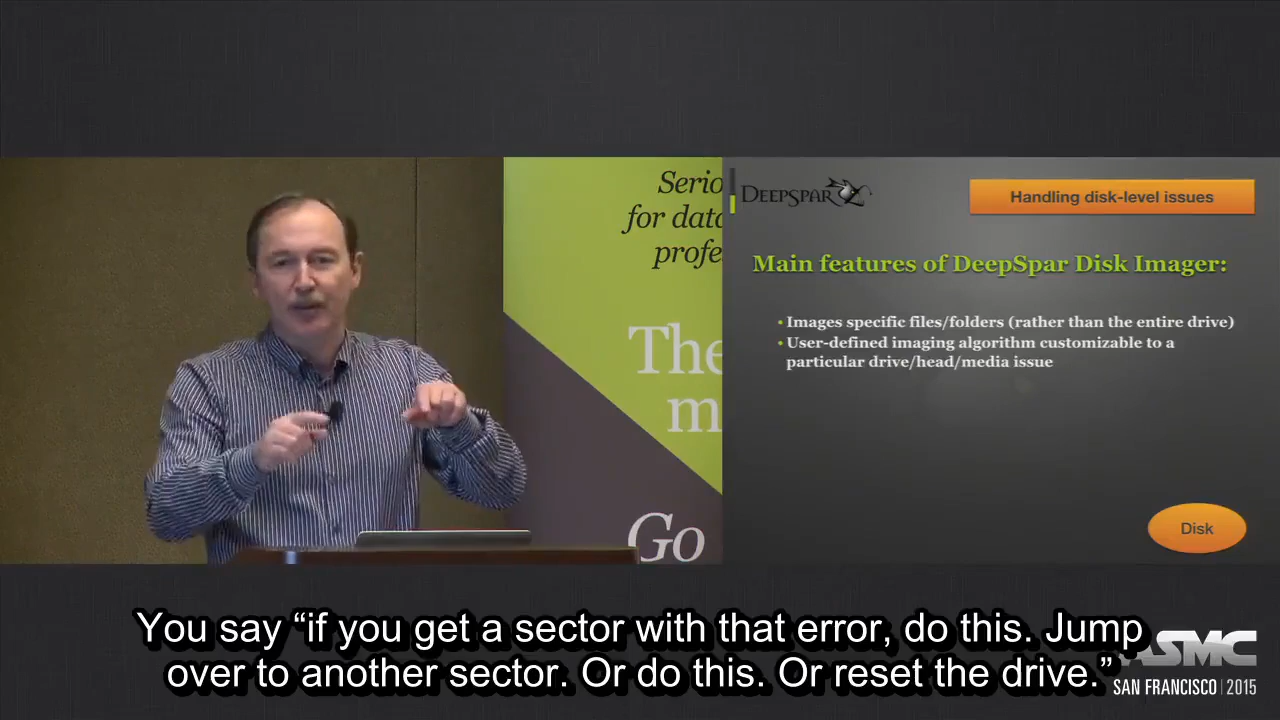 Serio
for data
profe
The
m
Go
DEEPSPAR
Handling disk-level issues
Main features of DeepSpar Disk Imager:
• Images specific files/folders (rather than the entire drive)
• User-defined imaging algorithm customizable to a
particular drive/head/media issue
Disk
You say “if you get a sector with that error, do this. Jump
over to another sector. Or do this. Or reset the drive.”
SMC
SAN FRANCISCO | 2015